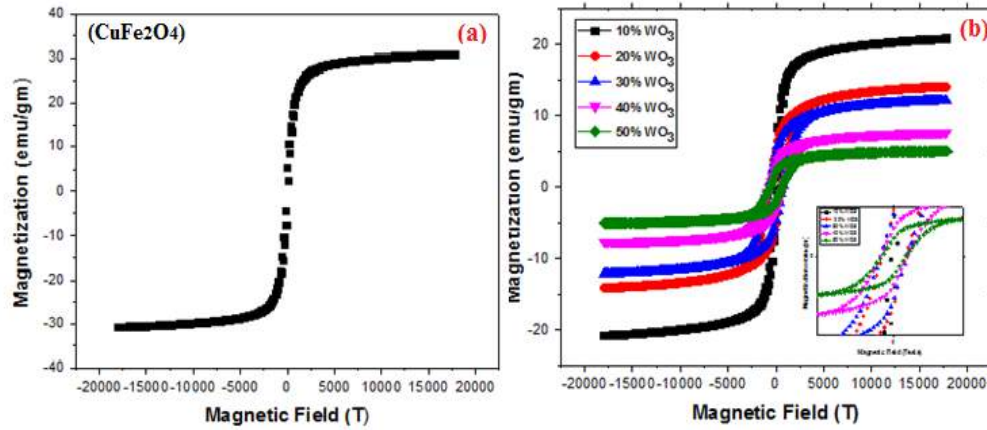 (CuFe2O4)
(a)
Magnetization (emu/gm)
40
30
20
10
0
-10
-20
-30
-40
-20000 -15000 -10000 -5000 0 5000 10000 15000 20000
Magnetic Field (T)
(b)
10% WO3
20% WO3
30% WO3
40% WO3
50% WO3
Magnetization (emu/gm)
20
10
0
-10
-20
-20000 -15000 -10000 -5000 0 5000 10000 15000 20000
Magnetic Field (T)